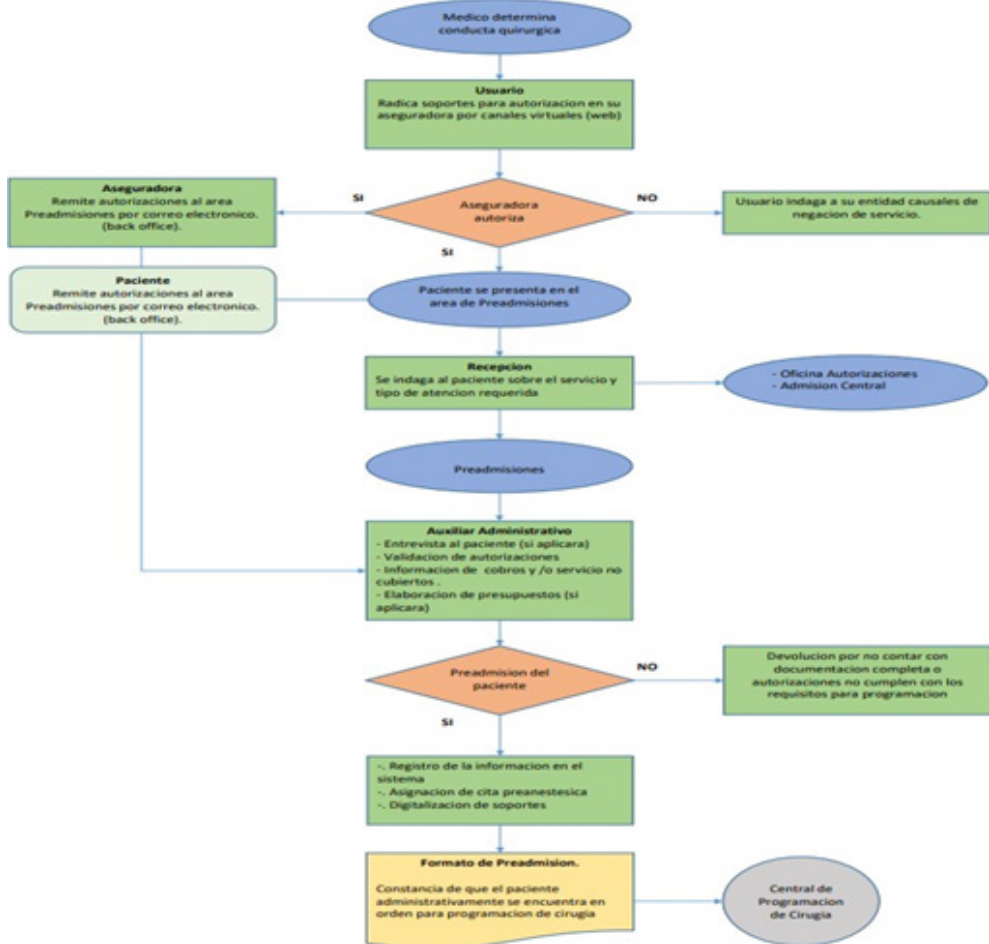 Medico determina
conducta quirurgica
Usuario
Radica soportes para autorizacion en su
aseguradora por canales virtuales (web)
Aseguradora
Remite autorizaciones al area
Preadmisiones por correo electronico.
(back office).
SI
Aseguradora
autoriza
NO
Usuario indaga a su entidad causales de
negacion de servicio.
SI
Paciente
Remite autorizaciones al area
Preadmisiones por correo electronico.
(back office).
Paciente se presenta en el
area de Preadmisiones
Recepcion
Se indaga al paciente sobre el servicio y
tipo de atencion requerida
- Oficina Autorizaciones
- Admision Central
Preadmisiones
Auxiliar Administrativo
- Entrevista al paciente (si aplicara)
- Validacion de autorizaciones
- Informacion de cobros y /o servicio no
cubiertos .
- Elaboracion de presupuestos (si
aplicara)
Preadmision del
paciente
NO
Devolucion por no contar con
documentacion completa o
autorizaciones no cumplen con los
requisitos para programacion
SI
-. Registro de la informacion en el
sistema
-. Asignacion de cita preanestesica
-. Digitalizacion de soportes
Formato de Preadmision.
Constancia de que el paciente
administrativamente se encuentra en
orden para programacion de cirugia
Central de
Programacion
de Cirugia